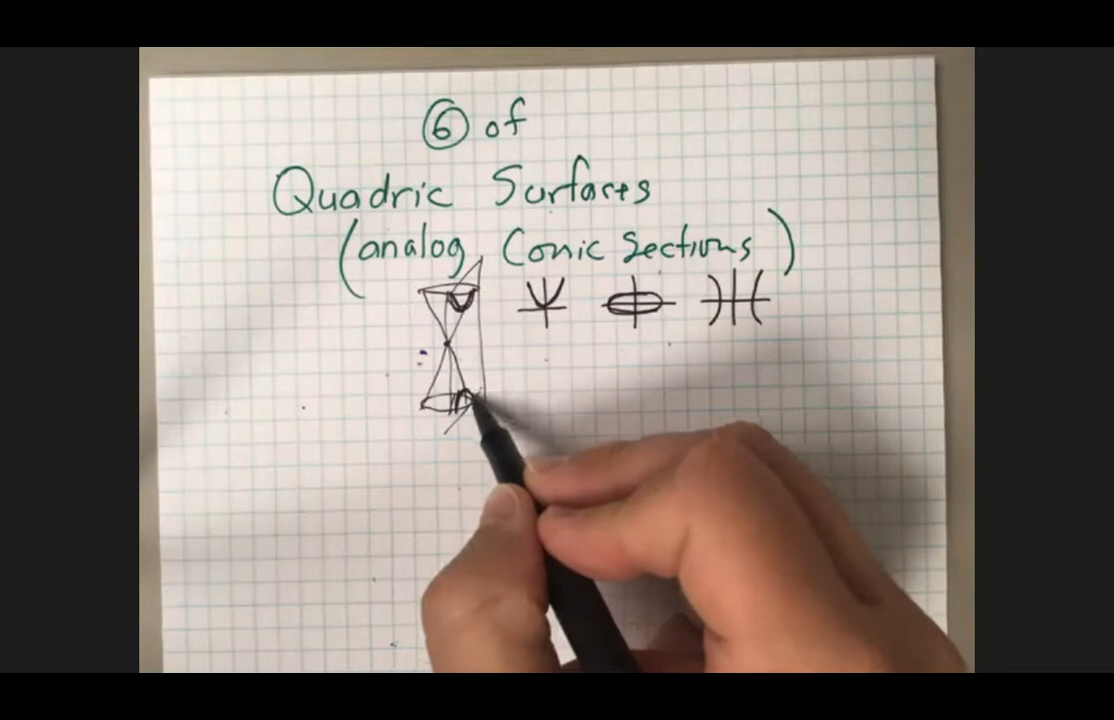 ⑥ of
Quadric Surfaces
(analog Conic Sections)